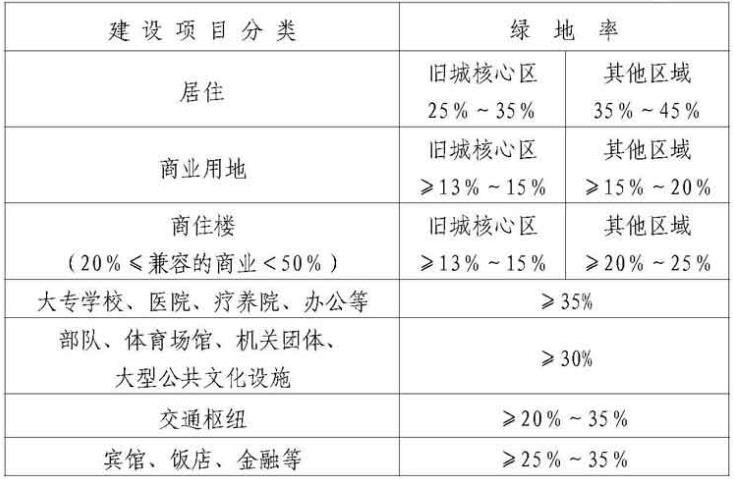 建设项目分类 绿地率
居住 旧城核心区 25%～35% 其他区域 35%～45%
商业用地 旧城核心区 ⩾13%～15% 其他区域 ⩾15%～20%
商住楼
（20%⩽兼容的商业<50%） 旧城核心区 ⩾13%～15% 其他区域 ⩾20%～25%
大专学校、医院、疗养院、办公等 ⩾35%
部队、体育场馆、机关团体、
大型公共文化设施 ⩾30%
交通枢纽 ⩾20%～35%
宾馆、饭店、金融等 ⩾25%～35%